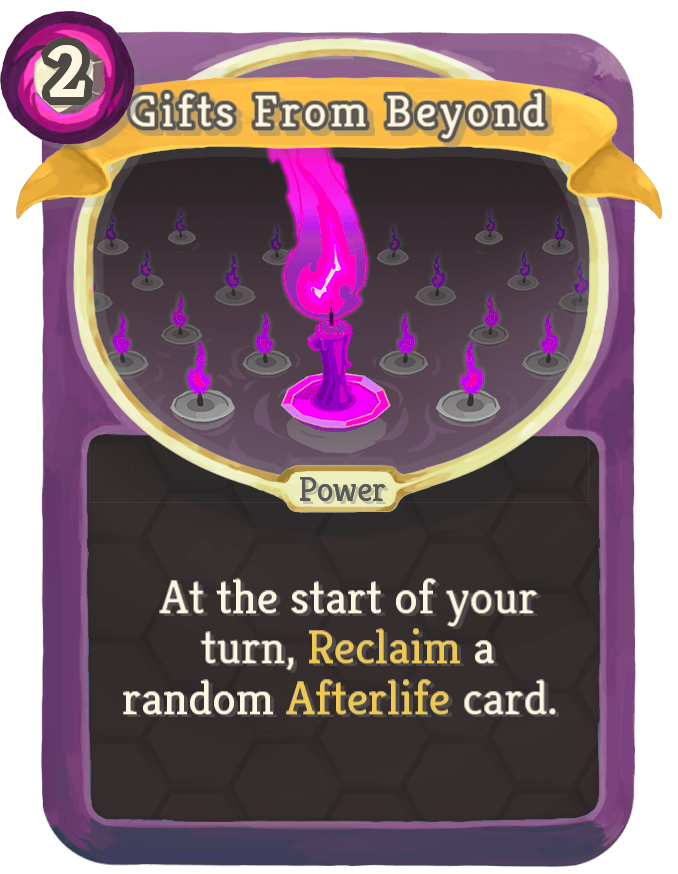 2
Gifts From Beyond
Power
At the start of your
turn, Reclaim a
random Afterlife card.